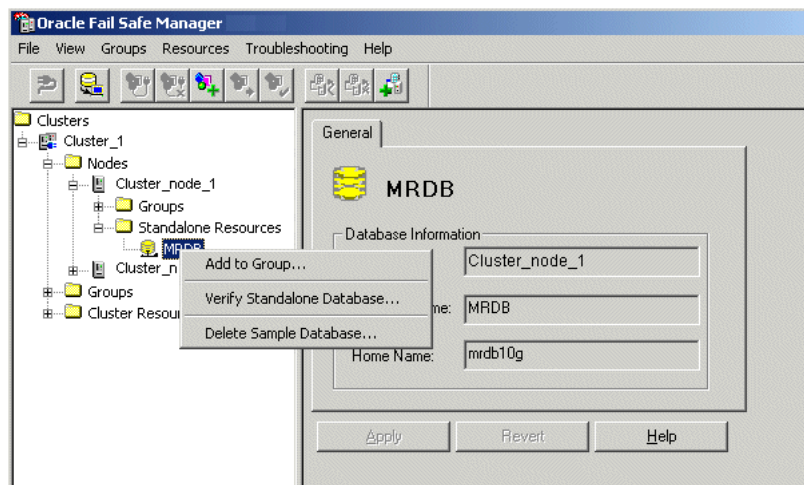 Oracle Fail Safe Manager
File View Groups Resources Troubleshooting Help
Clusters
Cluster_1
Nodes
Cluster_node_1
Groups
Standalone Resources
MRDB
Cluster_n
Groups
Cluster Resour
Add to Group...
Verify Standalone Database...
Delete Sample Database...
General
MRDB
Database Information
Cluster_node_1
me: MRDB
Home Name: mrdb10g
Apply Revert Help